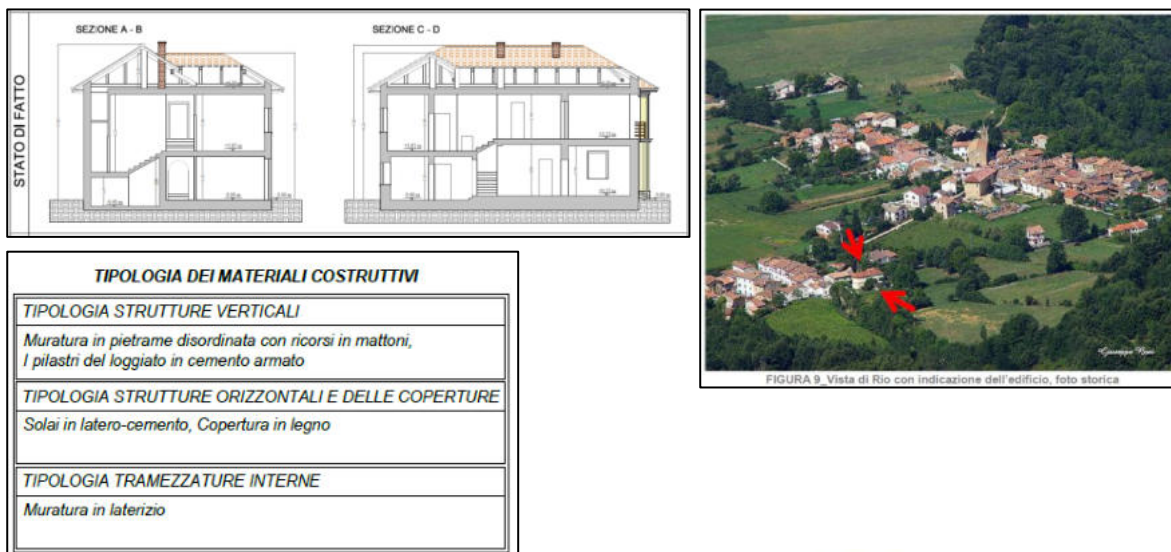 STATO DI FATTO
SEZIONE A - B
SEZIONE C - D
TIPOLOGIA DEI MATERIALI COSTRUTTIVI
TIPOLOGIA STRUTTURE VERTICALI
Muratura in pietrame disordinata con ricorsi in mattoni,
I pilastri del loggiato in cemento armato
TIPOLOGIA STRUTTURE ORIZZONTALI E DELLE COPERTURE
Solai in latero-cemento, Copertura in legno
TIPOLOGIA TRAMEZZATURE INTERNE
Muratura in laterizio
FIGURA 9_Vista di Rio con indicazione dell'edificio, foto storica